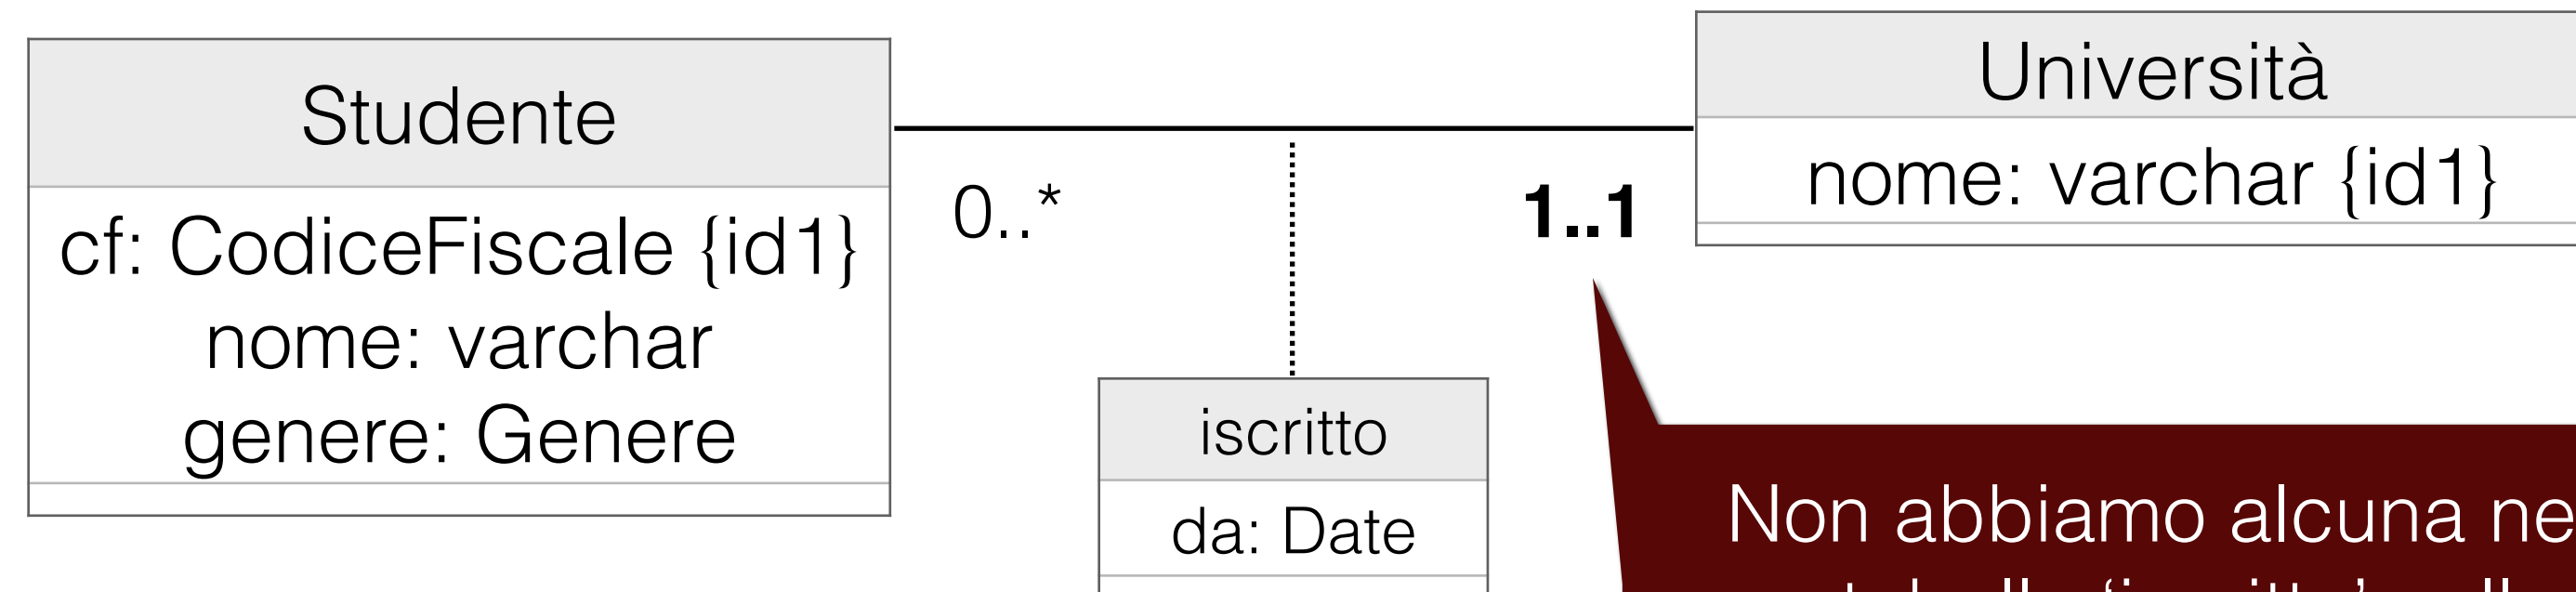 Studente
cf: CodiceFiscale {id1}
nome: varchar
genere: Genere
0..*
1..1
Università
nome: varchar {id1}
iscritto
da: Date
Non abbiamo alcuna